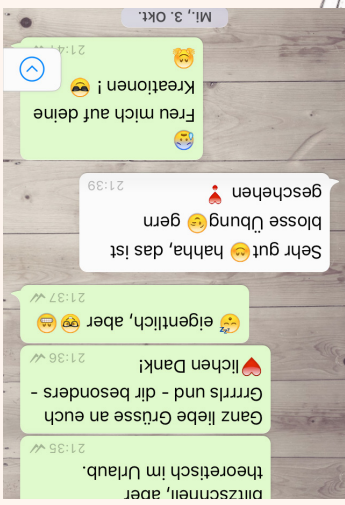 blitzschnell, aber
theoretisch im Urlaub.
21:35
Ganz liebe Grüsse an euch
Grrrls und - dir besonders -
❤️lichen Dank!
21:36
😴 eigentlich, aber 🤓 😬
21:37
Sehr gut 🙃 hahha, das ist
blosse Übung 😉 gern
geschehen
21:39
Freu mich auf deine
Kreationen ! 😎
21:47
Mi., 3. Okt.